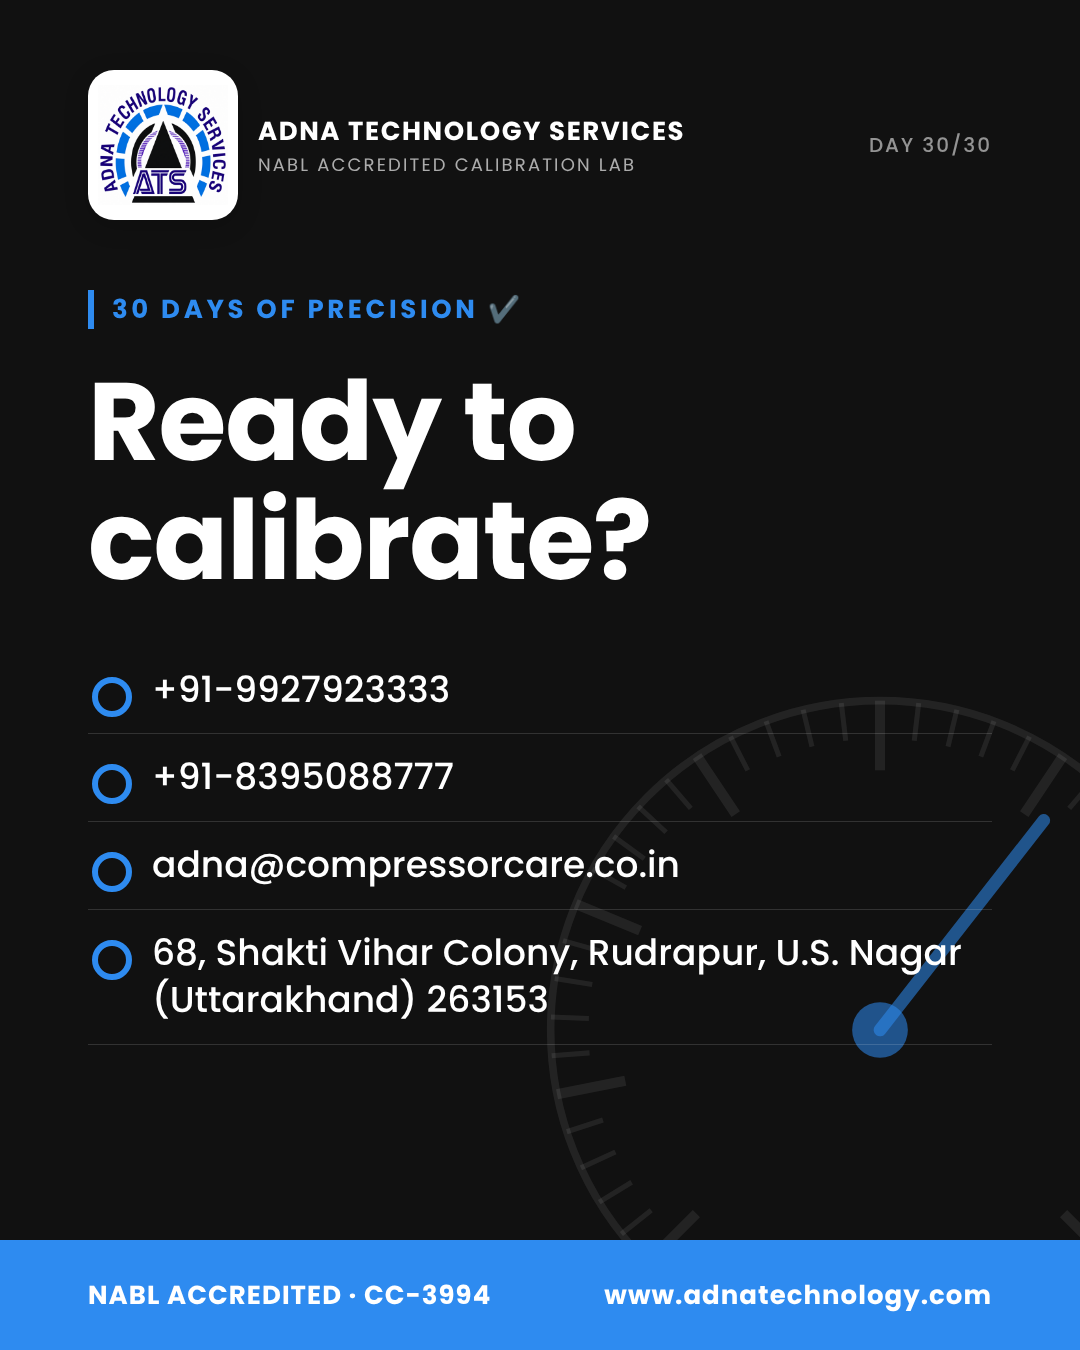 ADNA TECHNOLOGY SERVICES
ATS
ADNA TECHNOLOGY SERVICES
NABL ACCREDITED CALIBRATION LAB
DAY 30/30
30 DAYS OF PRECISION ✔️
Ready to
calibrate?
+91-9927923333
+91-8395088777
adna@compressorcare.co.in
68, Shakti Vihar Colony, Rudrapur, U.S. Nagar
(Uttarakhand) 263153
NABL ACCREDITED · CC-3994
www.adnatechnology.com